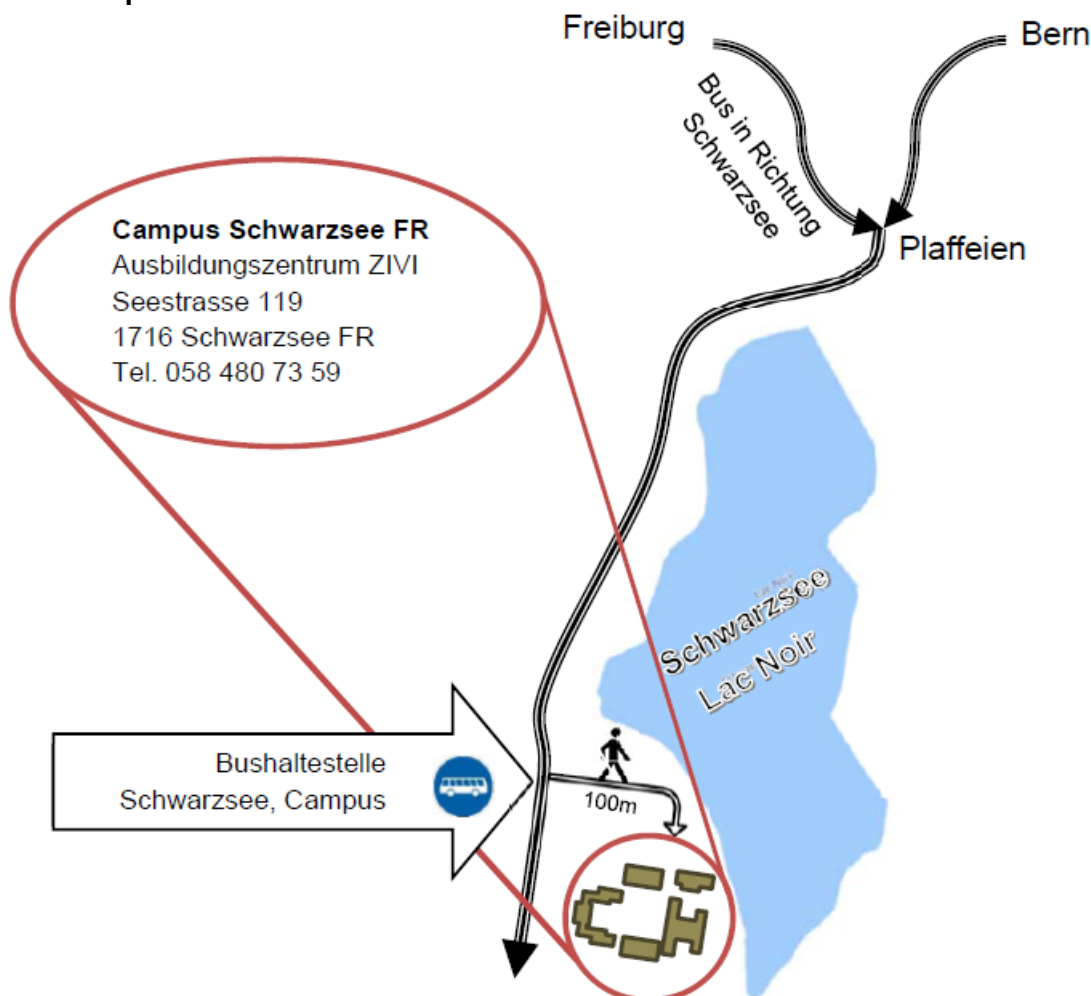 Freiburg
Bern
Bus in Richtung
Schwarzsee
Plaffeien
Campus Schwarzsee FR
Ausbildungszentrum ZIVI
Seestrasse 119
1716 Schwarzsee FR
Tel. 058 480 73 59
Schwarzsee
Lac Noir
Bushaltestelle
Schwarzsee, Campus
100m